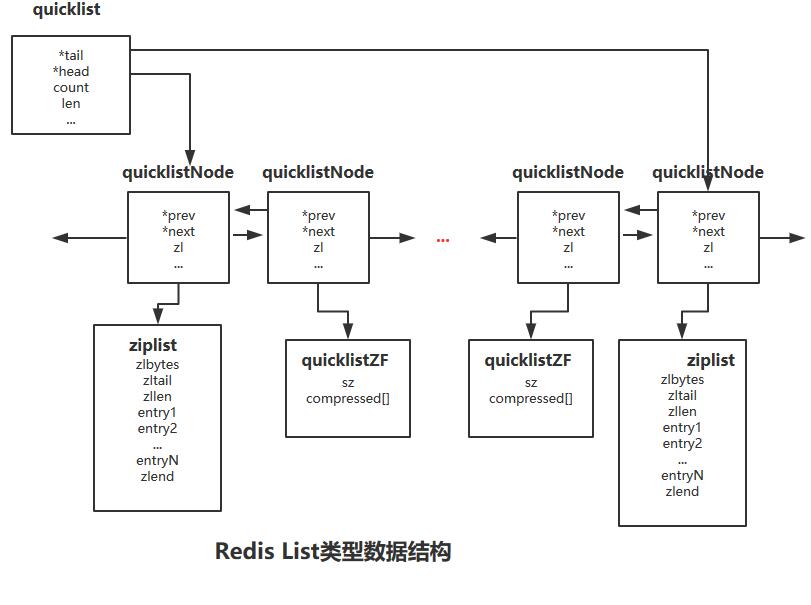 quicklist
*tail
*head
count
len
...
quicklistNode
*prev
*next
zl
...
quicklistNode
*prev
*next
zl
...
...
quicklistNode
*prev
*next
zl
...
quicklistNode
*prev
*next
zl
...
ziplist
zlbytes
zltail
zllen
entry1
entry2
...
entryN
zlend
quicklistZF
sz
compressed[]
quicklistZF
sz
compressed[]
ziplist
zlbytes
zltail
zllen
entry1
entry2
...
entryN
zlend
Redis List类型数据结构